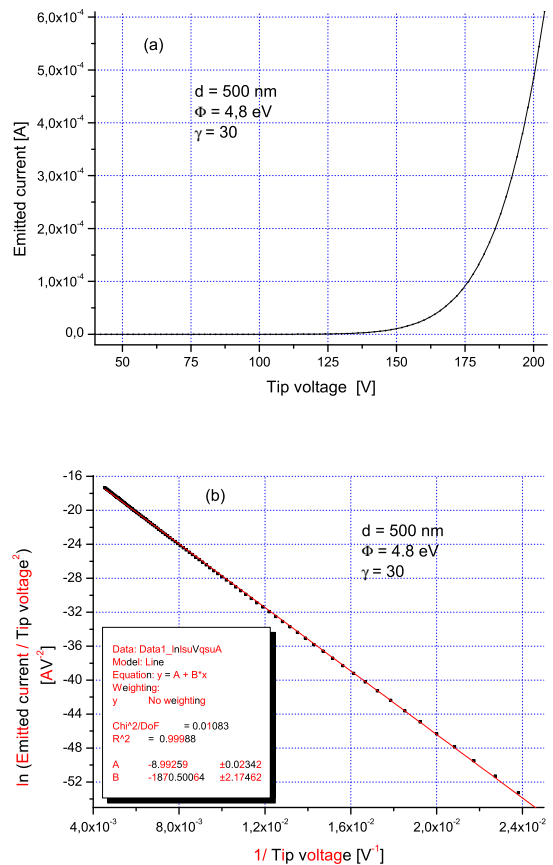 (a)
d = 500 nm
Φ = 4,8 eV
γ = 30
6,0x10⁻⁴
5,0x10⁻⁴
4,0x10⁻⁴
3,0x10⁻⁴
2,0x10⁻⁴
1,0x10⁻⁴
0,0
Emitted current [A]
50 75 100 125 150 175 200
Tip voltage [V]
(b)
d = 500 nm
Φ = 4.8 eV
γ = 30
-16
-20
-24
-28
-32
-36
-40
-44
-48
-52
ln (Emitted current / Tip voltage²)
[AV⁻²]
Data: Data1_lnIsuVqsuA
Model: Line
Equation: y = A + B*x
Weighting:
y No weighting
Chi^2/DoF = 0.01083
R^2 = 0.99988
A -8.99259 ±0.02342
B -1870.50064 ±2.17462
4,0x10⁻³ 8,0x10⁻³ 1,2x10⁻² 1,6x10⁻² 2,0x10⁻² 2,4x10⁻²
1/ Tip voltage [V⁻¹]